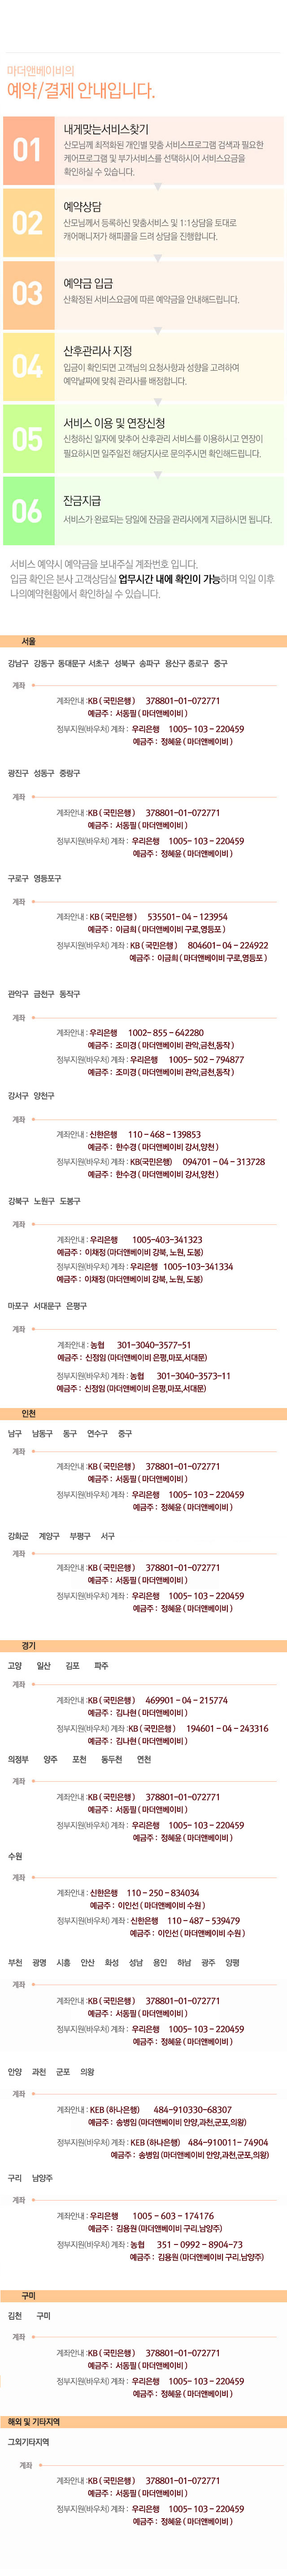 마더앤베이비의
예약/결제 안내입니다.
01
내게맞는서비스찾기
산모님께 최적화된 개인별 맞춤 서비스프로그램 검색과 필요한
케어프로그램 및 부가서비스를 선택하시어 서비스요금을
확인하실 수 있습니다.
02
예약상담
산모님께서 등록하신 맞춤서비스 및 1:1상담을 토대로
캐어매니저가 해피콜을 드려 상담을 진행합니다.
03
예약금 입금
산확정된 서비스요금에 따른 예약금을 안내해드립니다.
04
산후관리사 지정
입금이 확인되면 고객님의 요청사항과 성향을 고려하여
예약날짜에 맞춰 관리사를 배정합니다.
05
서비스 이용 및 연장신청
신청하신 일자에 맞추어 산후관리 서비스를 이용하시고 연장이
필요하시면 일주일전 해당지사로 문의주시면 확인해드립니다.
06
잔금지급
서비스가 완료되는 당일에 잔금을 관리사에게 지급하시면 됩니다.
서비스 예약시 예약금을 보내주실 계좌번호 입니다.
입금 확인은 본사 고객상담실 업무시간 내에 확인이 가능하며 익일 이후
나의예약현황에서 확인하실 수 있습니다.
서울
강남구 강동구 동대문구 서초구 성북구 송파구 용산구 종로구 중구
계좌
계좌안내 : KB ( 국민은행 ) 378801-01-072771
예금주 : 서동필 ( 마더앤베이비 )
정부지원(바우처) 계좌 : 우리은행 1005- 103 - 220459
예금주 : 정혜윤 ( 마더앤베이비 )
광진구 성동구 중랑구
계좌
계좌안내 : KB ( 국민은행 ) 378801-01-072771
예금주 : 서동필 ( 마더앤베이비 )
정부지원(바우처) 계좌 : 우리은행 1005- 103 - 220459
예금주 : 정혜윤 ( 마더앤베이비 )
구로구 영등포구
계좌
계좌안내 : KB ( 국민은행 ) 535501- 04 - 123954
예금주 : 이금희 ( 마더앤베이비 구로,영등포 )
정부지원(바우처) 계좌 : KB ( 국민은행 ) 804601- 04 - 224922
예금주 : 이금희 ( 마더앤베이비 구로,영등포 )
관악구 금천구 동작구
계좌
계좌안내 : 우리은행 1002- 855 - 642280
예금주 : 조미경 ( 마더앤베이비 관악,금천,동작 )
정부지원(바우처) 계좌 : 우리은행 1005- 502 - 794877
예금주 : 조미경 ( 마더앤베이비 관악,금천,동작 )
강서구 양천구
계좌
계좌안내 : 신한은행 110 - 468 - 139853
예금주 : 한수경 ( 마더앤베이비 강서,양천 )
정부지원(바우처) 계좌 : KB(국민은행) 094701 - 04 - 313728
예금주 : 한수경 ( 마더앤베이비 강서,양천 )
강북구 노원구 도봉구
계좌
계좌안내 : 우리은행 1005-403-341323
예금주 : 이채정 (마더앤베이비 강북, 노원, 도봉)
정부지원(바우처) 계좌 : 우리은행 1005-103-341334
예금주 : 이채정 (마더앤베이비 강북, 노원, 도봉)
마포구 서대문구 은평구
계좌
계좌안내 : 농협 301-3040-3577-51
예금주 : 신정임 (마더앤베이비 은평,마포,서대문)
정부지원(바우처) 계좌 : 농협 301-3040-3573-11
예금주 : 신정임 (마더앤베이비 은평,마포,서대문)
인천
남구 남동구 동구 연수구 중구
계좌
계좌안내 : KB ( 국민은행 ) 378801-01-072771
예금주 : 서동필 ( 마더앤베이비 )
정부지원(바우처) 계좌 : 우리은행 1005- 103 - 220459
예금주 : 정혜윤 ( 마더앤베이비 )
강화군 계양구 부평구 서구
계좌
계좌안내 : KB ( 국민은행 ) 378801-01-072771
예금주 : 서동필 ( 마더앤베이비 )
정부지원(바우처) 계좌 : 우리은행 1005- 103 - 220459
예금주 : 정혜윤 ( 마더앤베이비 )
경기
고양 일산 김포 파주
계좌
계좌안내 : KB ( 국민은행 ) 469901 - 04 - 215774
예금주 : 김나현 ( 마더앤베이비 )
정부지원(바우처) 계좌 : KB ( 국민은행 ) 194601 - 04 - 243316
예금주 : 김나현 ( 마더앤베이비 )
의정부 양주 포천 동두천 연천
계좌
계좌안내 : KB ( 국민은행 ) 378801-01-072771
예금주 : 서동필 ( 마더앤베이비 )
정부지원(바우처) 계좌 : 우리은행 1005- 103 - 220459
예금주 : 정혜윤 ( 마더앤베이비 )
수원
계좌
계좌안내 : 신한은행 110 - 250 - 834034
예금주 : 이인선 ( 마더앤베이비 수원 )
정부지원(바우처) 계좌 : 신한은행 110 - 487 - 539479
예금주 : 이인선 ( 마더앤베이비 수원 )
부천 광명 시흥 안산 화성 성남 용인 하남 광주 양평
계좌
계좌안내 : KB ( 국민은행 ) 378801-01-072771
예금주 : 서동필 ( 마더앤베이비 )
정부지원(바우처) 계좌 : 우리은행 1005- 103 - 220459
예금주 : 정혜윤 ( 마더앤베이비 )
안양 과천 군포 의왕
계좌
계좌안내 : KEB (하나은행) 484-910330-68307
예금주 : 송병임 (마더앤베이비 안양,과천,군포,의왕)
정부지원(바우처) 계좌 : KEB (하나은행) 484-910011- 74904
예금주 : 송병임 (마더앤베이비 안양,과천,군포,의왕)
구리 남양주
계좌
계좌안내 : 우리은행 1005 - 603 - 174176
예금주 : 김용원 (마더앤베이비 구리,남양주)
정부지원(바우처) 계좌 : 농협 351 - 0992 - 8904-73
예금주 : 김용원 (마더앤베이비 구리,남양주)
구미
김천 구미
계좌
계좌안내 : KB ( 국민은행 ) 378801-01-072771
예금주 : 서동필 ( 마더앤베이비 )
정부지원(바우처) 계좌 : 우리은행 1005- 103 - 220459
예금주 : 정혜윤 ( 마더앤베이비 )
해외 및 기타지역
그외기타지역
계좌
계좌안내 : KB ( 국민은행 ) 378801-01-072771
예금주 : 서동필 ( 마더앤베이비 )
정부지원(바우처) 계좌 : 우리은행 1005- 103 - 220459
예금주 : 정혜윤 ( 마더앤베이비 )